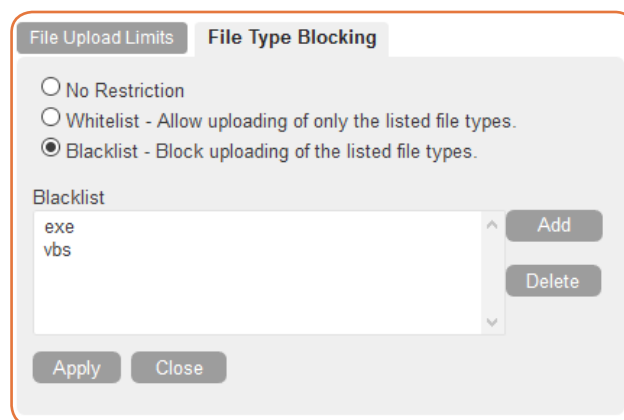 File Upload Limits File Type Blocking
No Restriction
Whitelist - Allow uploading of only the listed file types.
Blacklist - Block uploading of the listed file types.
Blacklist
exe
vbs
Add
Delete
Apply Close